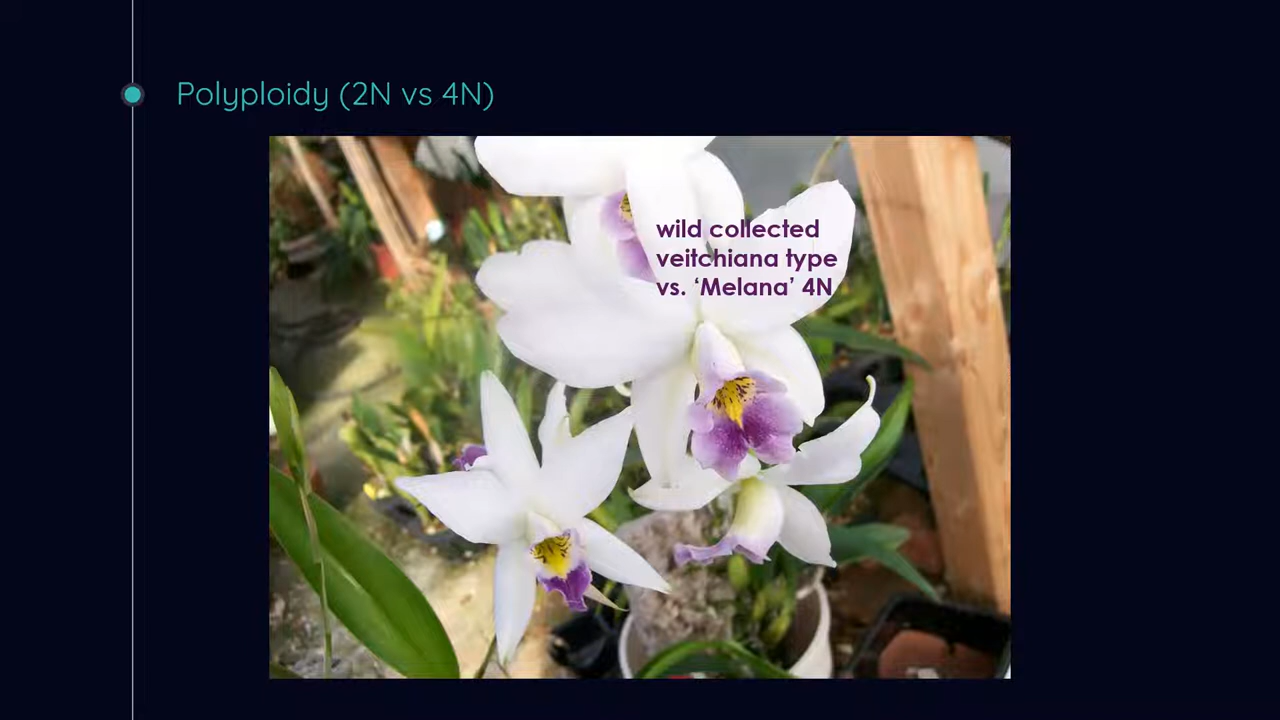 Polyploidy (2N vs 4N)
wild collected
veitchiana type
vs. ‘Melana’ 4N